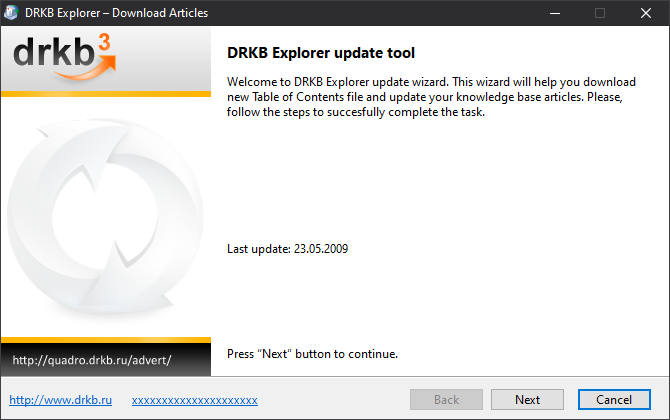 DRKB Explorer – Download Articles
drkb3
DRKB Explorer update tool
Welcome to DRKB Explorer update wizard. This wizard will help you download
new Table of Contents file and update your knowledge base articles. Please,
follow the steps to succesfully complete the task.
Last update: 23.05.2009
Press “Next” button to continue.
http://quadro.drkb.ru/advert/
http://www.drkb.ru xxxxxxxxxxxxxxxxxxxxx Back Next Cancel